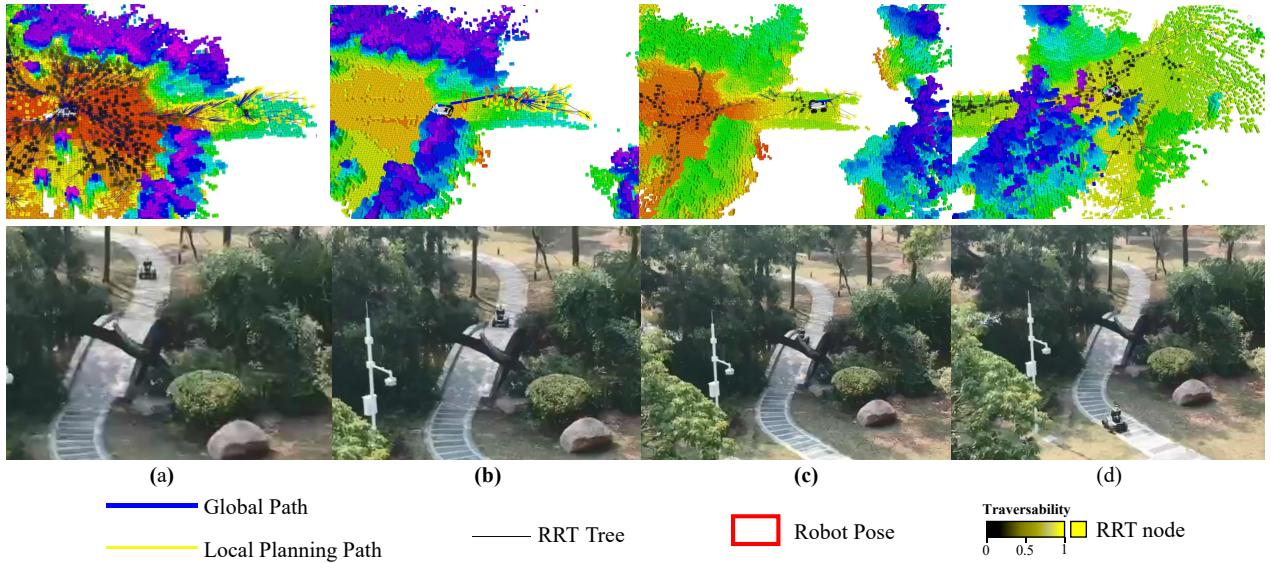 (a)
(b)
(c)
(d)
Global Path
Local Planning Path
RRT Tree
Robot Pose
Traversability
0 0.5 1
RRT node